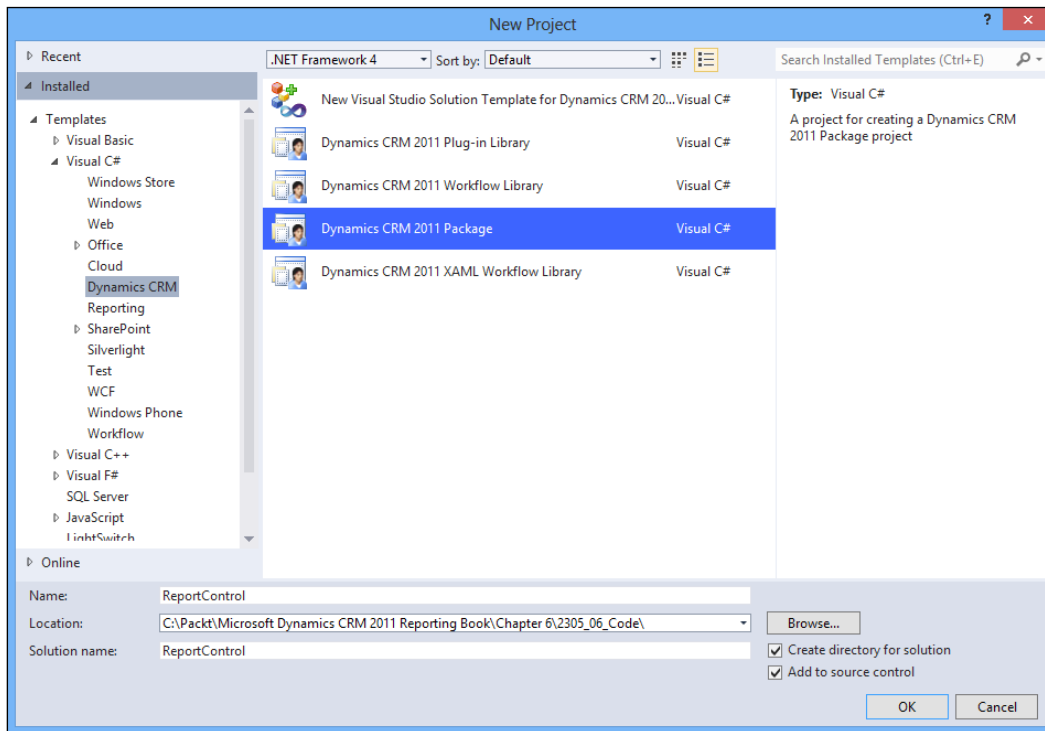 New Project
?
Recent
Installed
Templates
Visual Basic
Visual C#
Windows Store
Windows
Web
Office
Cloud
Dynamics CRM
Reporting
SharePoint
Silverlight
Test
WCF
Windows Phone
Workflow
Visual C++
Visual F#
SQL Server
JavaScript
LightSwitch
Online
.NET Framework 4
Sort by: Default
New Visual Studio Solution Template for Dynamics CRM 20... Visual C#
Dynamics CRM 2011 Plug-in Library Visual C#
Dynamics CRM 2011 Workflow Library Visual C#
Dynamics CRM 2011 Package Visual C#
Dynamics CRM 2011 XAML Workflow Library Visual C#
Search Installed Templates (Ctrl+E)
Type: Visual C#
A project for creating a Dynamics CRM
2011 Package project
Name: ReportControl
Location: C:\Packt\Microsoft Dynamics CRM 2011 Reporting Book\Chapter 6\2305_06_Code\
Browse...
Solution name: ReportControl
Create directory for solution
Add to source control
OK
Cancel